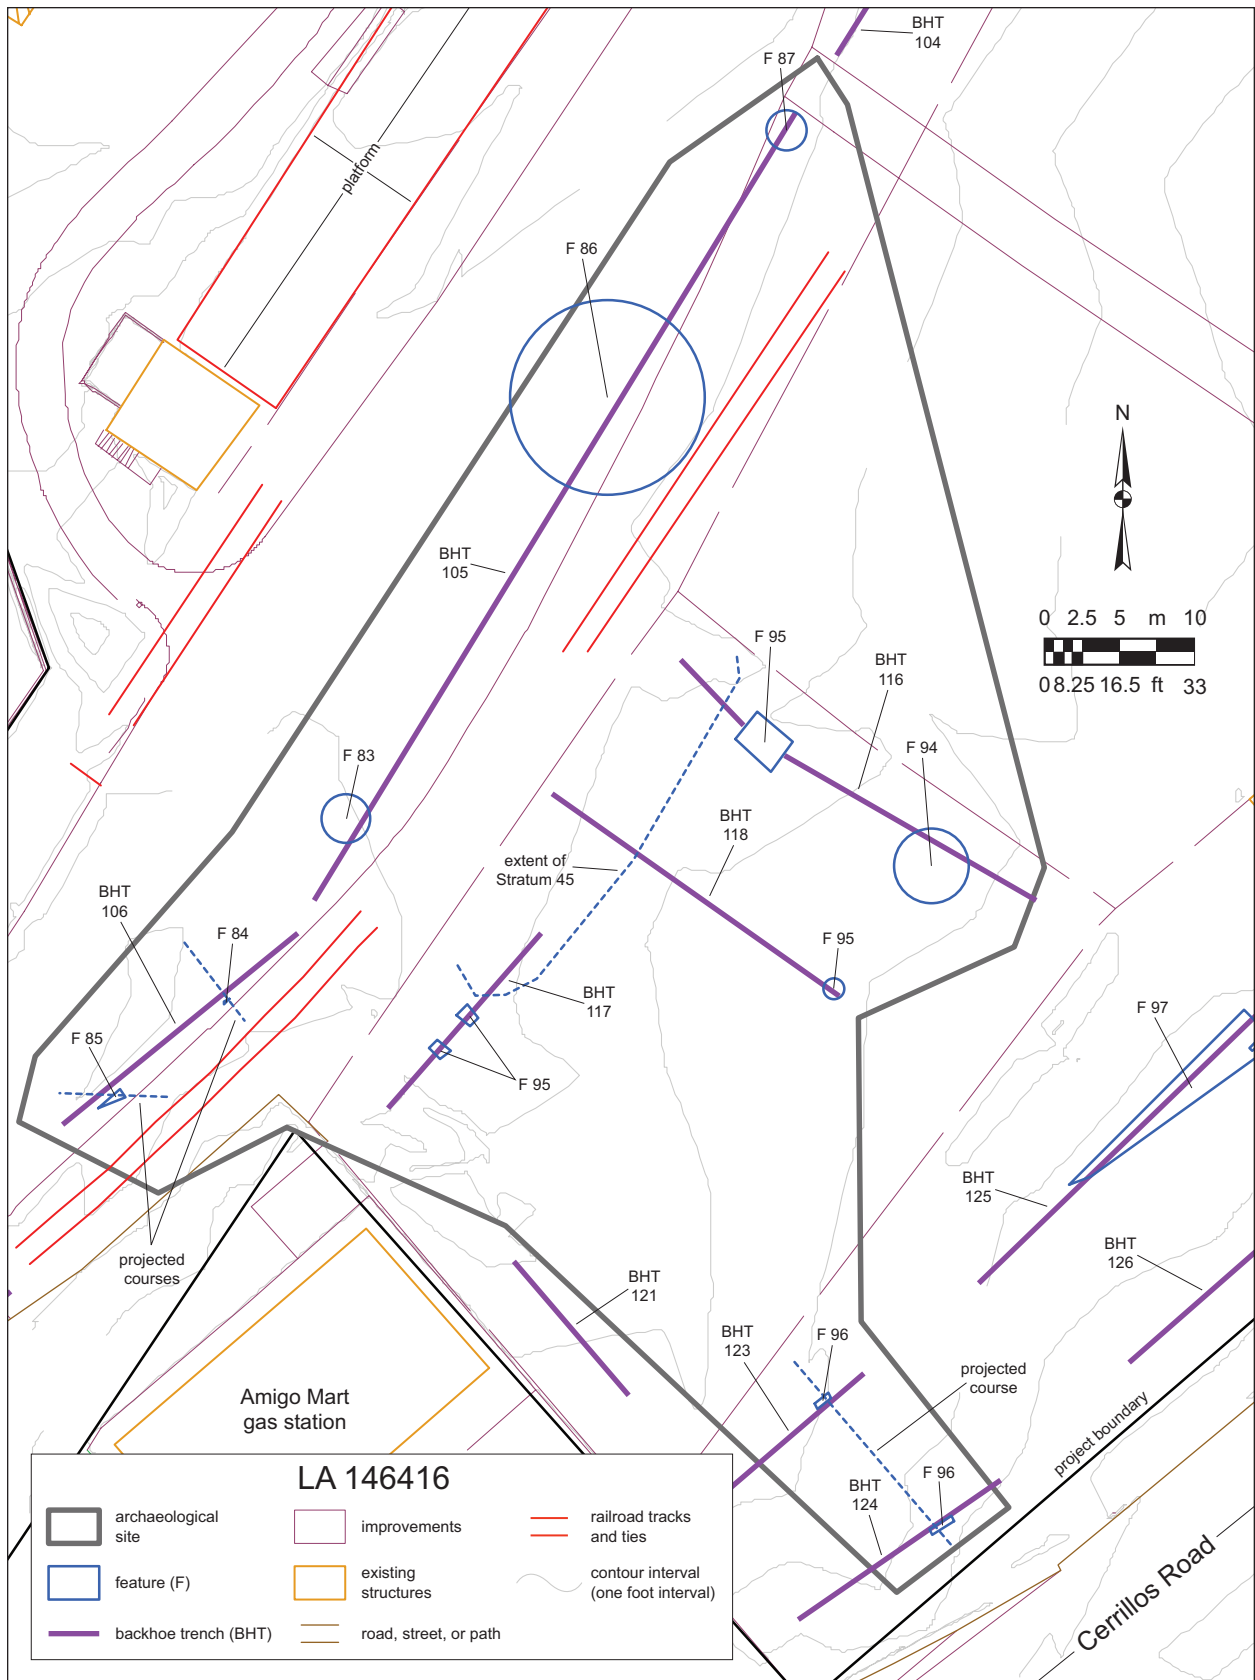 BHT
104
F 87
platform
F 86
N
BHT
105
0 2.5 5 m 10
0 8.25 16.5 ft 33
F 95
BHT
116
F 94
F 83
BHT
118
extent of
Stratum 45
BHT
106
F 84
F 95
BHT
117
F 97
F 85
F 95
BHT
125
projected
courses
BHT
126
BHT
121
BHT
123
F 96
projected
course
Amigo Mart
gas station
project boundary
F 96
BHT
124
Cerrillos Road
LA 146416
archaeological
site
improvements
railroad tracks
and ties
feature (F)
existing
structures
contour interval
(one foot interval)
backhoe trench (BHT)
road, street, or path